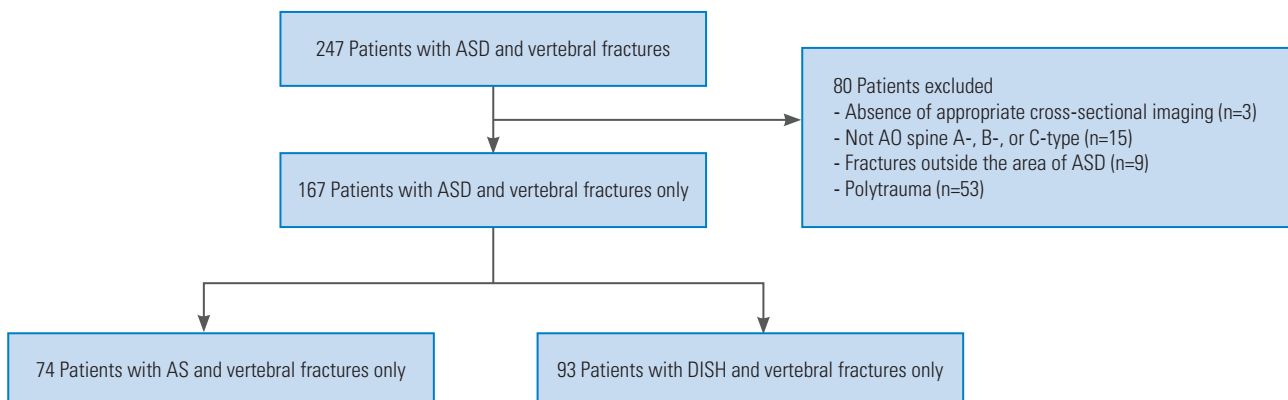 247 Patients with ASD and vertebral fractures
80 Patients excluded
- Absence of appropriate cross-sectional imaging (n=3)
- Not AO spine A-, B-, or C-type (n=15)
- Fractures outside the area of ASD (n=9)
- Polytrauma (n=53)
167 Patients with ASD and vertebral fractures only
74 Patients with AS and vertebral fractures only
93 Patients with DISH and vertebral fractures only